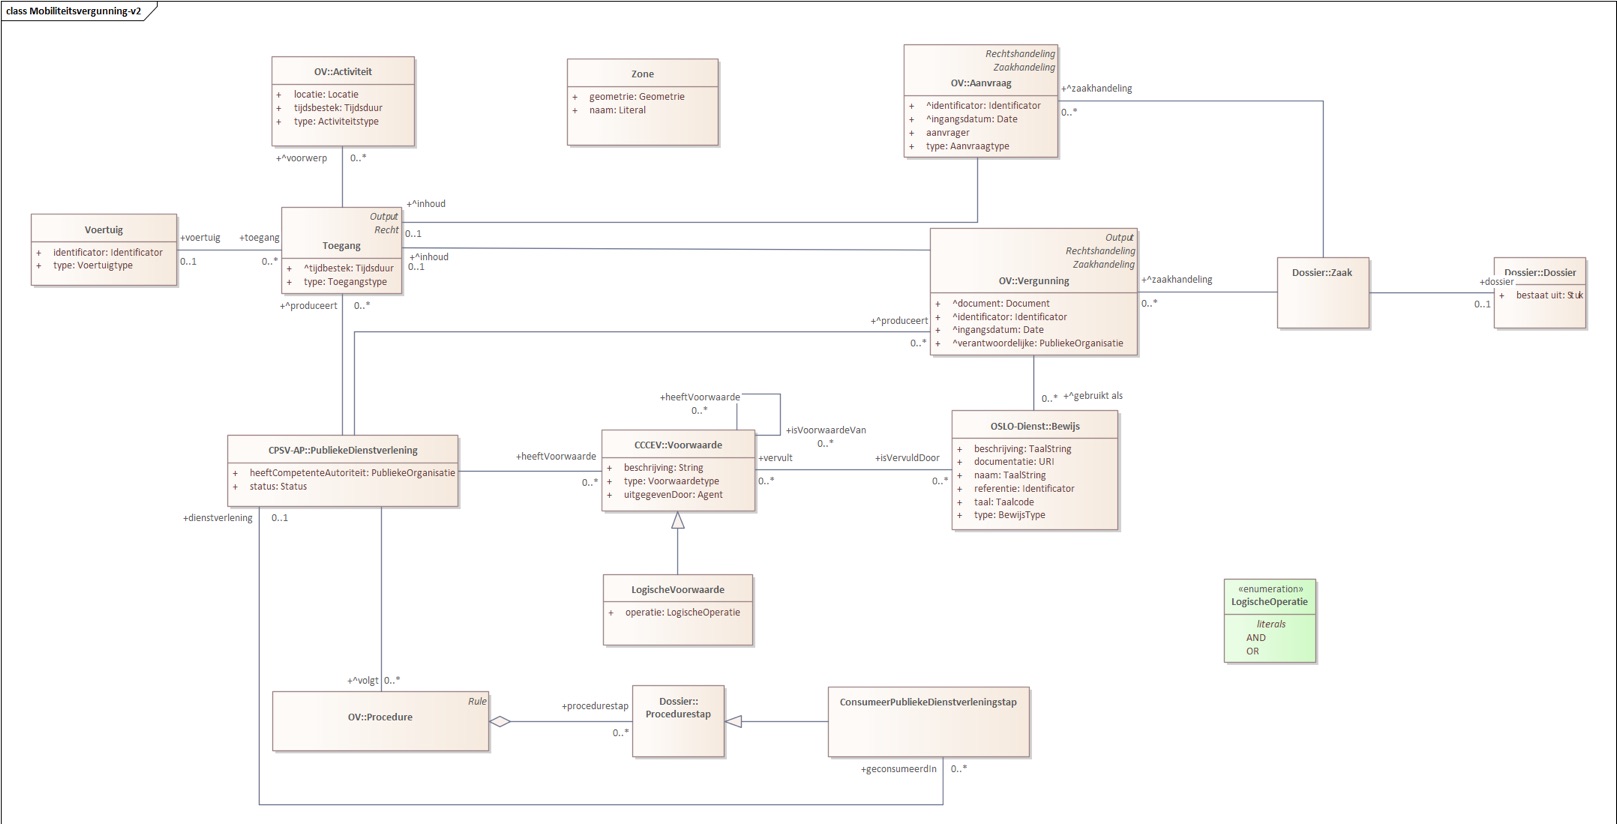 class Mobiliteitsvergunning-v2
OV::Activiteit
+ locatie: Locatie
+ tijdsbestek: Tijdsduur
+ type: Activiteitstype
+^voorwerp 0..*
Zone
+ geometrie: Geometrie
+ naam: Literal
Rechtshandeling
Zaakhandeling
OV::Aanvraag
+ ^identificator: Identificator
+ ^ingangsdatum: Date
+ aanvrager
+ type: Aanvraagtype
+^zaakhandeling
0..*
Voertuig
+ identificator: Identificator
+ type: Voertuigtype
+voertuig
0..1
+toegang
0..*
Output
Recht
Toegang
+ ^tijdbestek: Tijdsduur
+ type: Toegangstype
+^inhoud
0..1
+^inhoud
0..1
+^produceert 0..*
Output
Rechtshandeling
Zaakhandeling
OV::Vergunning
+ ^document: Document
+ ^identificator: Identificator
+ ^ingangsdatum: Date
+ ^verantwoordelijke: PubliekeOrganisatie
+^zaakhandeling
0..*
+^produceert
0..*
Dossier::Zaak
Dossier::Dossier
+dossier
0..1
+ bestaat uit: Stuk
0..* +^gebruikt als
CPSV-AP::PubliekeDienstverlening
+ heeftCompetenteAutoriteit: PubliekeOrganisatie
+ status: Status
+heeftVoorwaarde
0..*
+heeftVoorwaarde
0..*
+isVoorwaardeVan
0..*
CCCEV::Voorwaarde
+ beschrijving: String
+ type: Voorwaardetype
+ uitgegevenDoor: Agent
+vervult
0..*
+isVervuldDoor
0..*
OSLO-Dienst::Bewijs
+ beschrijving: TaalString
+ documentatie: URI
+ naam: TaalString
+ referentie: Identificator
+ taal: Taalcode
+ type: BewijsType
+dienstverlening 0..1
LogischeVoorwaarde
+ operatie: LogischeOperatie
«enumeration»
LogischeOperatie
literals
AND
OR
+^volgt 0..*
Rule
OV::Procedure
+procedurestap
0..*
Dossier::
Procedurestap
ConsumeerPubliekeDienstverleningstap
+geconsumeerdIn 0..*